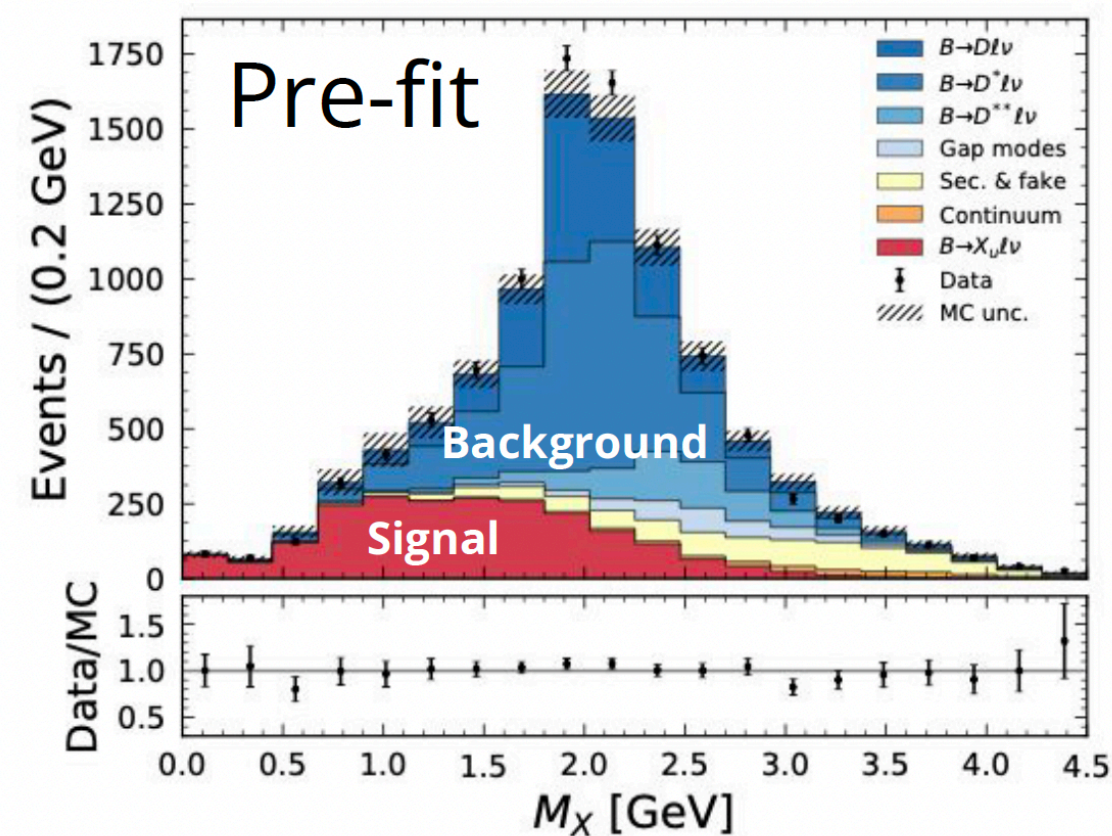 Pre-fit
B→Dℓν
B→D*ℓν
B→D**ℓν
Gap modes
Sec. & fake
Continuum
B→Xᵤℓν
Data
MC unc.
Events / (0.2 GeV)
1750
1500
1250
1000
750
500
250
0
Background
Signal
Data/MC
1.5
1.0
0.5
0.0 0.5 1.0 1.5 2.0 2.5 3.0 3.5 4.0 4.5
M_X [GeV]